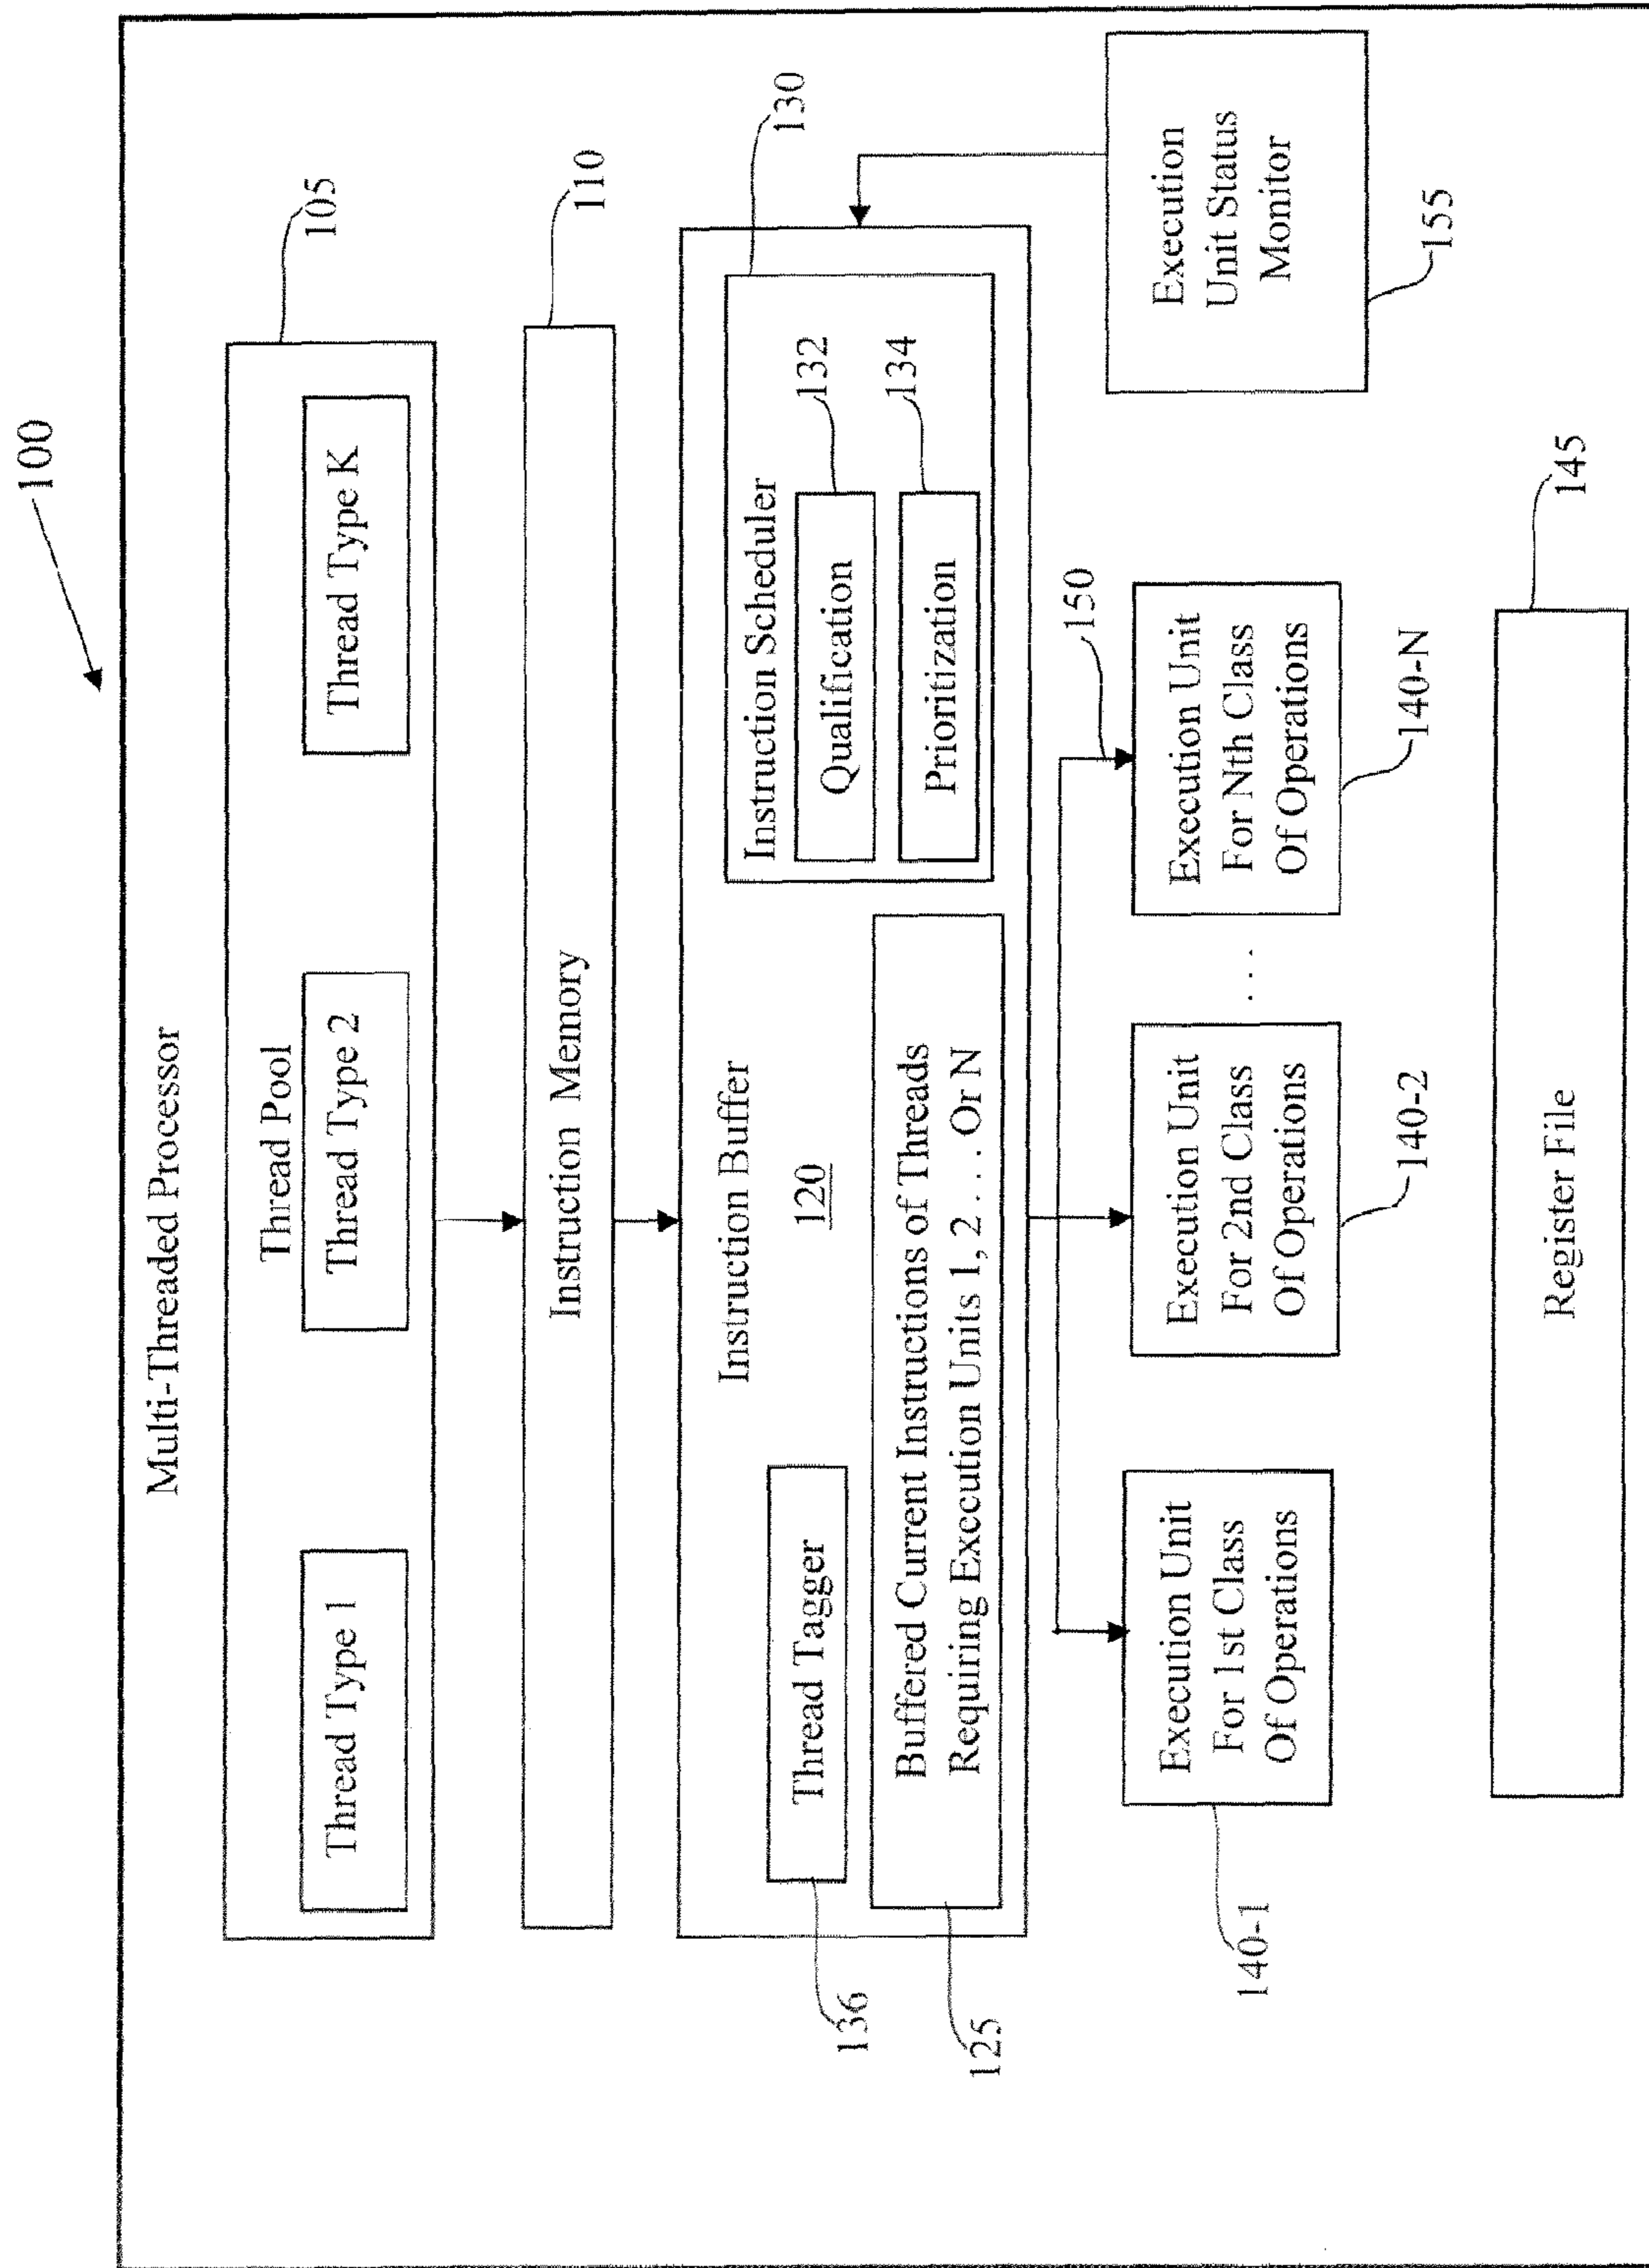 100
Multi-Threaded Processor
105
Thread Pool
Thread Type 1
Thread Type 2
Thread Type K
110
Instruction Memory
Instruction Buffer
120
130
Instruction Scheduler
Qualification
132
Prioritization
134
Thread Tagger
136
Buffered Current Instructions of Threads
Requiring Execution Units 1, 2 . . . Or N
125
150
Execution Unit
For 1st Class
Of Operations
140-1
Execution Unit
For 2nd Class
Of Operations
140-2
. . .
Execution Unit
For Nth Class
Of Operations
140-N
Execution
Unit Status
Monitor
155
Register File
145